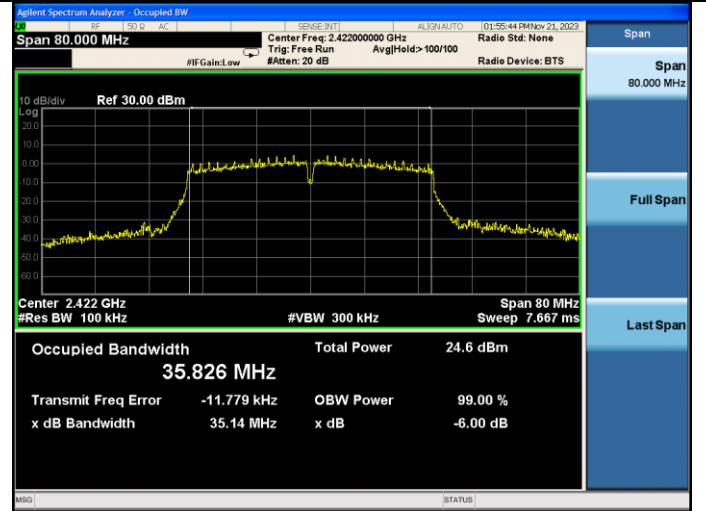 Agilent Spectrum Analyzer - Occupied BW
RF 50 Ω AC SENSE:INT ALIGN AUTO 01:55:44 PM Nov 21, 2023
Span 80.000 MHz
Center Freq: 2.422000000 GHz
Radio Std: None
Trig: Free Run Avg|Hold:>100/100
#IFGain:Low #Atten: 20 dB Radio Device: BTS
Span
Span
80.000 MHz
Full Span
Last Span
10 dB/div Ref 30.00 dBm
Log
20.0
10.0
0.00
-10.0
-20.0
-30.0
-40.0
-50.0
-60.0
Center 2.422 GHz Span 80 MHz
#Res BW 100 kHz #VBW 300 kHz Sweep 7.667 ms
Occupied Bandwidth Total Power 24.6 dBm
35.826 MHz
Transmit Freq Error -11.779 kHz OBW Power 99.00 %
x dB Bandwidth 35.14 MHz x dB -6.00 dB
MSG STATUS